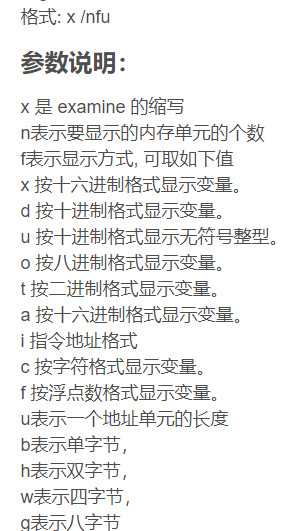 格式: x /nfu
参数说明：
x 是 examine 的缩写
n表示要显示的内存单元的个数
f表示显示方式, 可取如下值
x 按十六进制格式显示变量。
d 按十进制格式显示变量。
u 按十进制格式显示无符号整型。
o 按八进制格式显示变量。
t 按二进制格式显示变量。
a 按十六进制格式显示变量。
i 指令地址格式
c 按字符格式显示变量。
f 按浮点数格式显示变量。
u表示一个地址单元的长度
b表示单字节，
h表示双字节，
w表示四字节，
g表示八字节